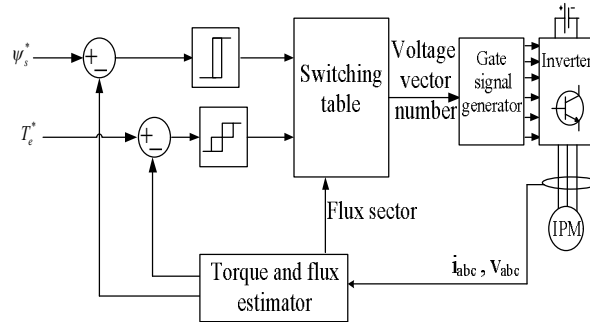 ψs*
Te*
+
−
+
−
Switching
table
Voltage
vector
number
Gate
signal
generator
Inverter
+ -
Flux sector
Torque and flux
estimator
iabc , vabc
IPM